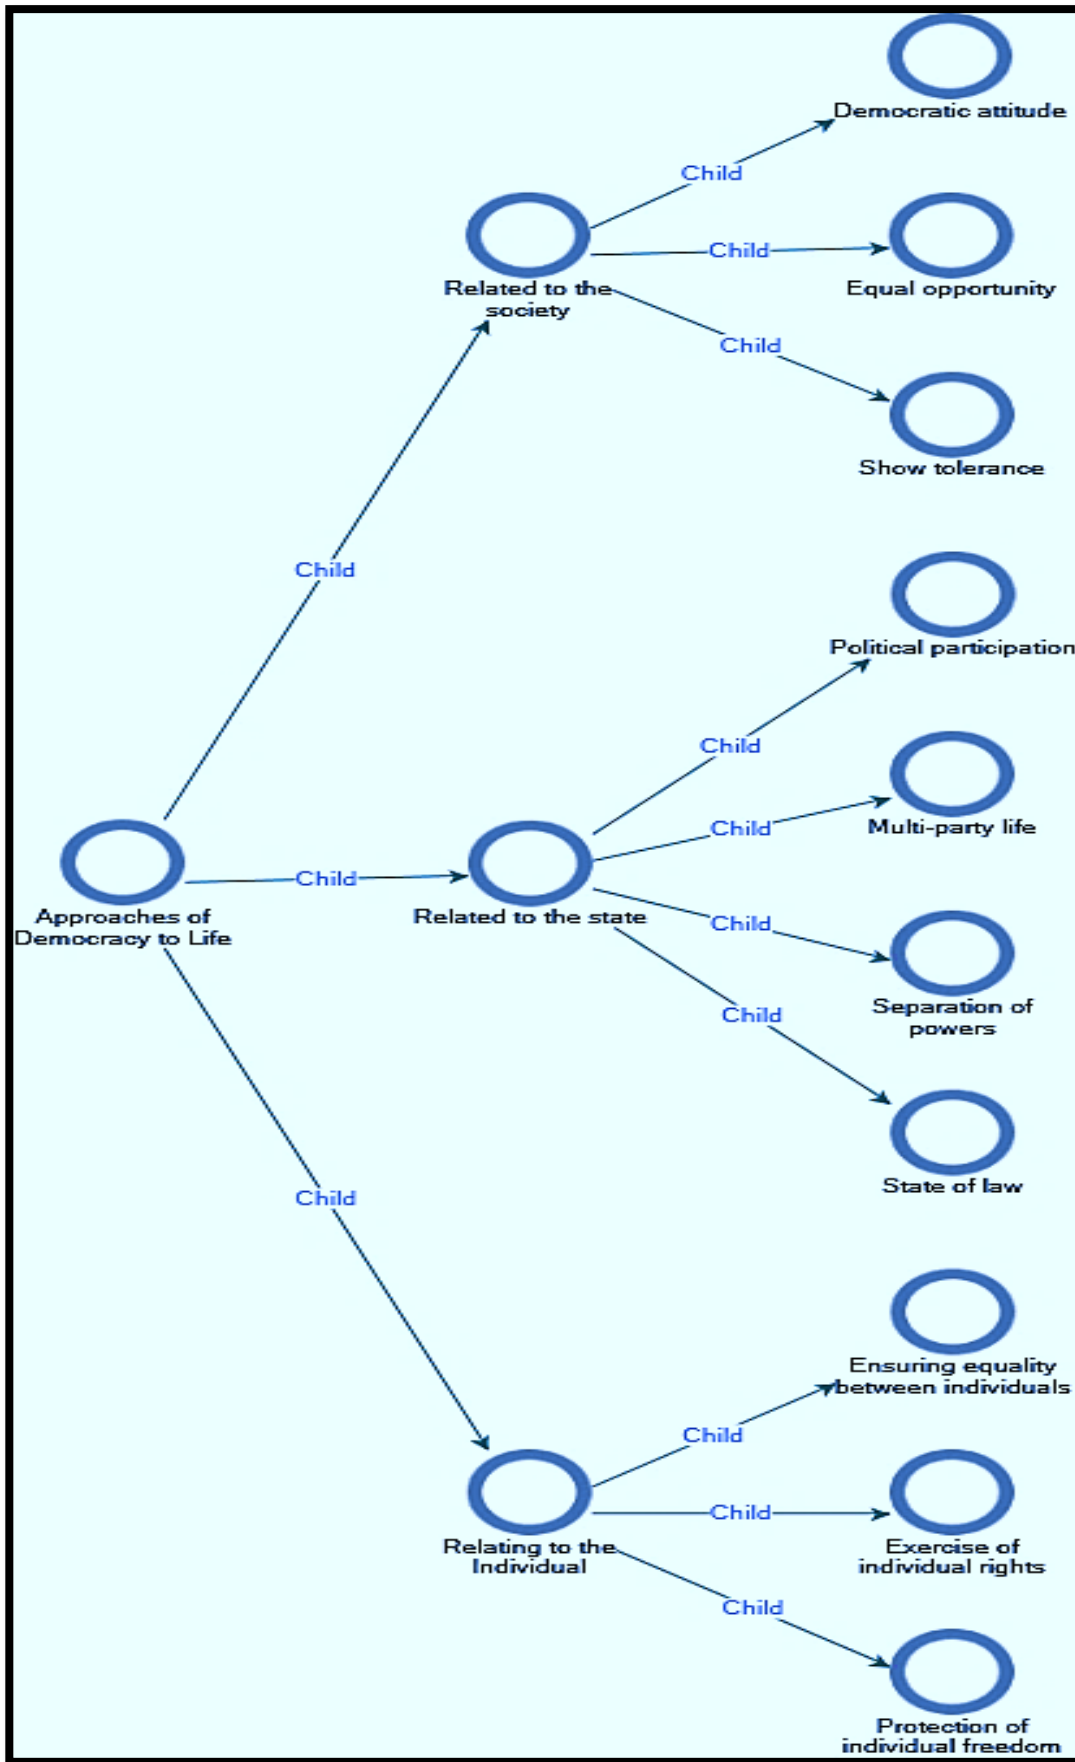 Democratic attitude
Child
Child
Related to the
society
Equal opportunity
Child
Show tolerance
Child
Political participation
Child
Child
Multi-party life
Approaches of
Democracy to Life
Child
Related to the state
Child
Separation of
powers
Child
State of law
Child
Ensuring equality
between individuals
Child
Child
Relating to the
Individual
Exercise of
individual rights
Child
Protection of
individual freedom